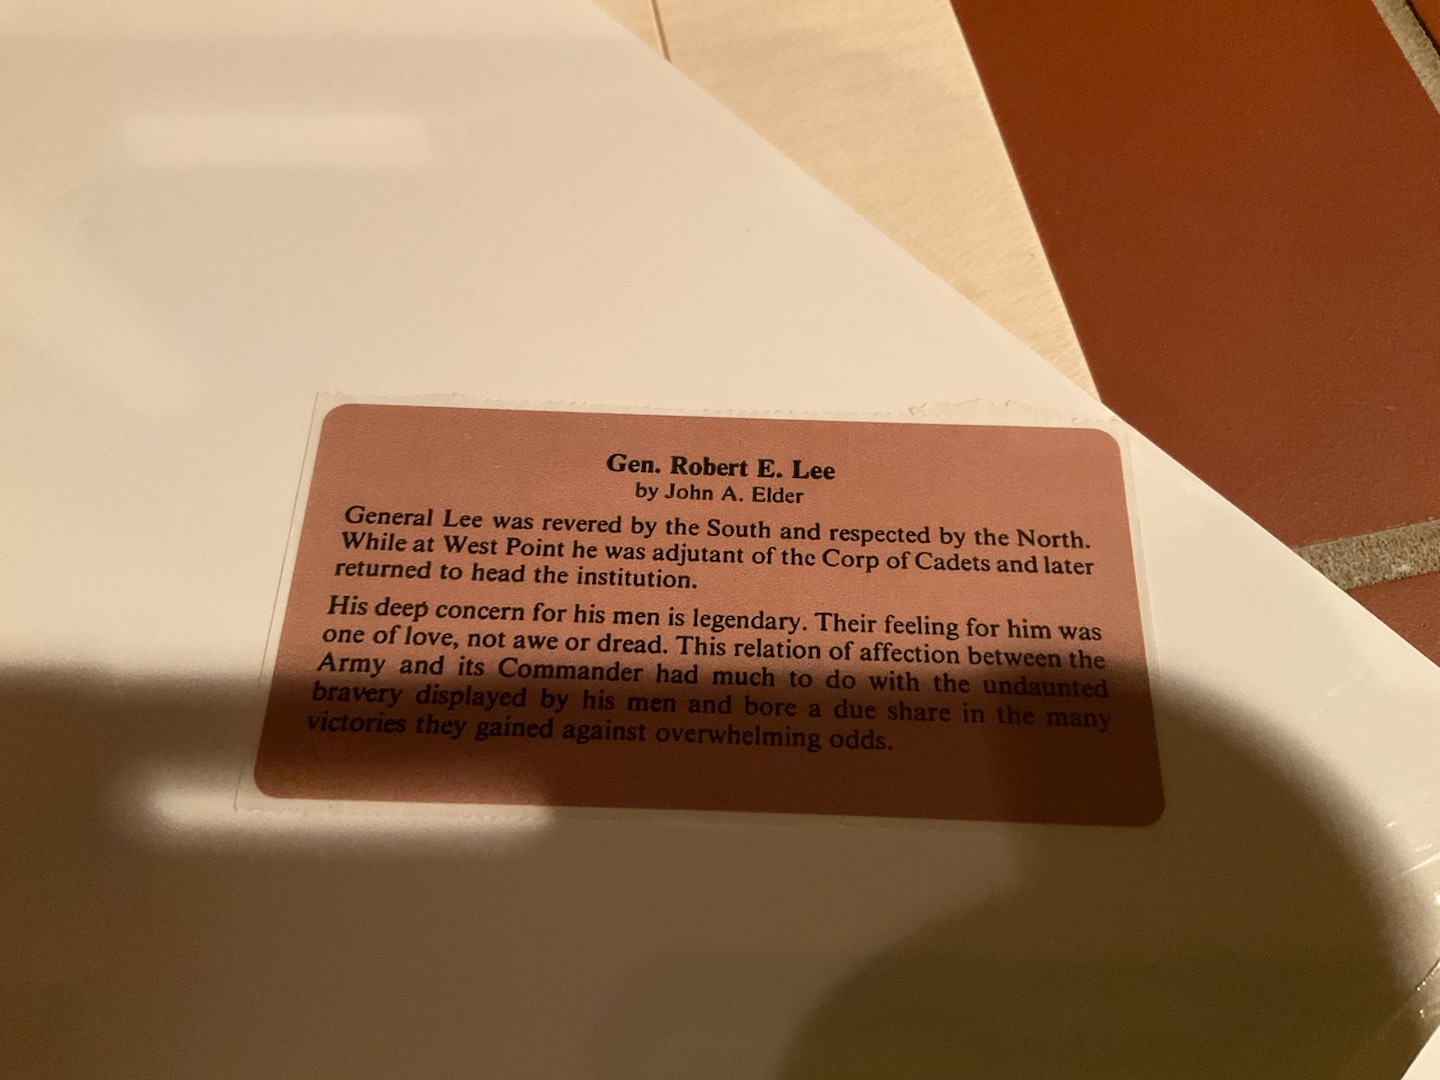 Gen. Robert E. Lee
by John A. Elder
General Lee was revered by the South and respected by the North.
While at West Point he was adjutant of the Corp of Cadets and later
returned to head the institution.
His deep concern for his men is legendary. Their feeling for him was
one of love, not awe or dread. This relation of affection between the
Army and its Commander had much to do with the undaunted
bravery displayed by his men and bore a due share in the many
victories they gained against overwhelming odds.